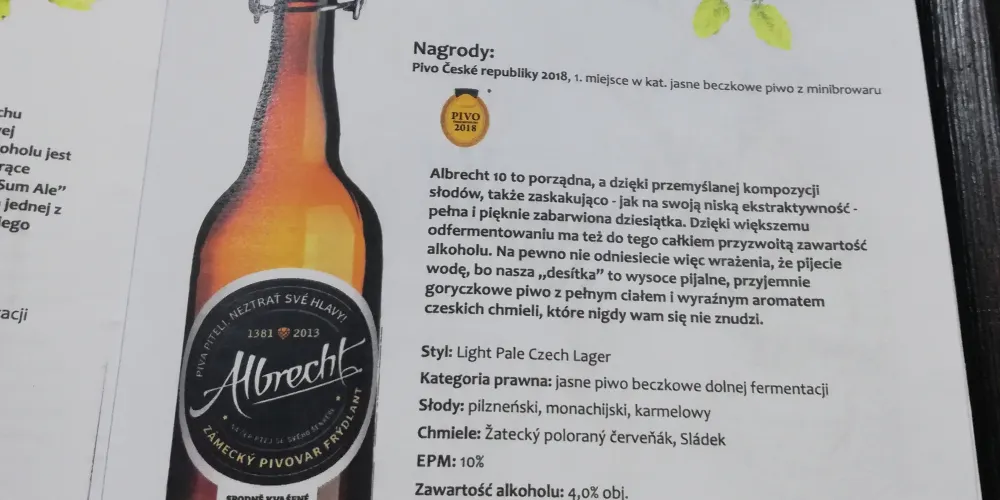 chu
ej
oholu jest
rące
Sum Ale”
jednej z
iego
acji
PIVA PITELI, NEZTRAŤ SVÉ HLAVY!
1381 2013
Albrecht
ZÁMECKÝ PIVOVAR FRÝDLANT
SPODNĚ KVAŠENÉ
Nagrody:
Pivo České republiky 2018, 1. miejsce w kat. jasne beczkowe piwo z minibrowaru
PIVO
2018
Albrecht 10 to porządna, a dzięki przemyślanej kompozycji
słodów, także zaskakująco - jak na swoją niską ekstraktywność -
pełna i pięknie zabarwiona dziesiątka. Dzięki większemu
odfermentowaniu ma też do tego całkiem przyzwoitą zawartość
alkoholu. Na pewno nie odniesiecie więc wrażenia, że pijecie
wodę, bo nasza „desítka” to wysoce pijalne, przyjemnie
goryczkowe piwo z pełnym ciałem i wyraźnym aromatem
czeskich chmieli, które nigdy wam się nie znudzi.
Styl: Light Pale Czech Lager
Kategoria prawna: jasne piwo beczkowe dolnej fermentacji
Słody: pilzneński, monachijski, karmelowy
Chmiele: Žatecký poloraný červeňák, Sládek
EPM: 10%
Zawartość alkoholu: 4,0% obj.